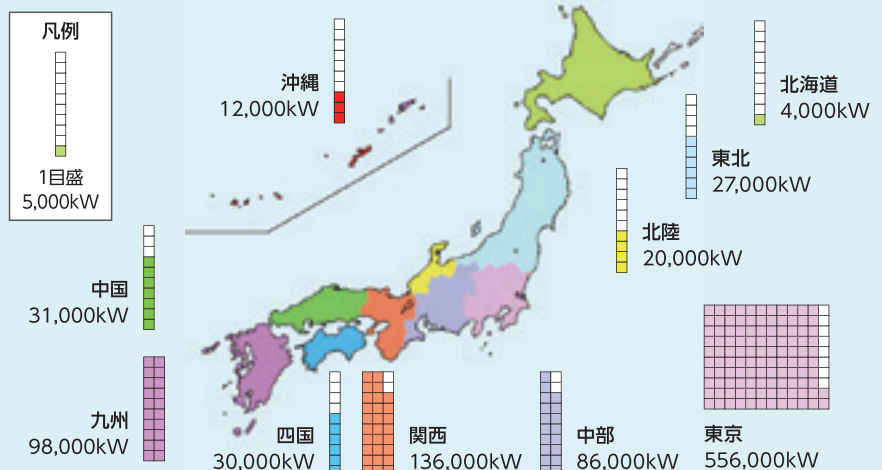 凡例
1目盛
5,000kW
沖縄
12,000kW
北海道
4,000kW
東北
27,000kW
北陸
20,000kW
中国
31,000kW
九州
98,000kW
四国
30,000kW
関西
136,000kW
中部
86,000kW
東京
556,000kW